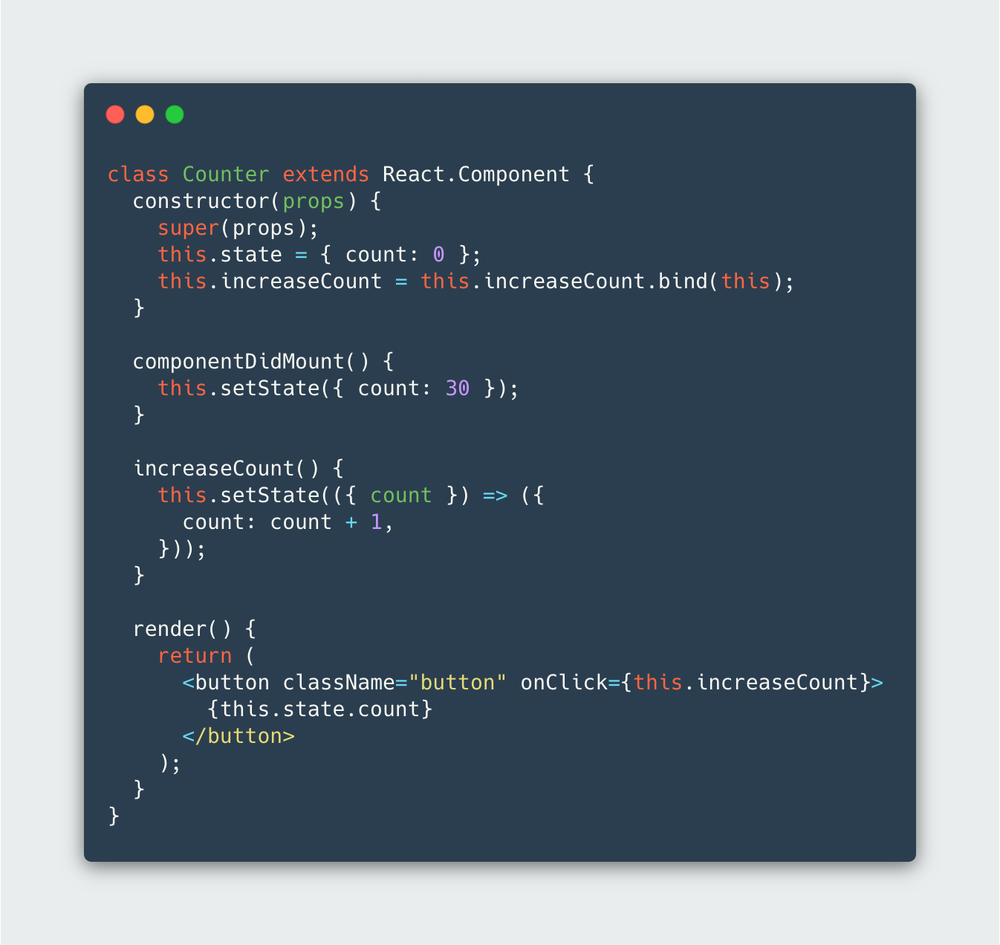 class Counter extends React.Component {
  constructor(props) {
    super(props);
    this.state = { count: 0 };
    this.increaseCount = this.increaseCount.bind(this);
  }

  componentDidMount() {
    this.setState({ count: 30 });
  }

  increaseCount() {
    this.setState(({ count }) => ({
      count: count + 1,
    }));
  }

  render() {
    return (
      <button className="button" onClick={this.increaseCount}>
        {this.state.count}
      </button>
    );
  }
}